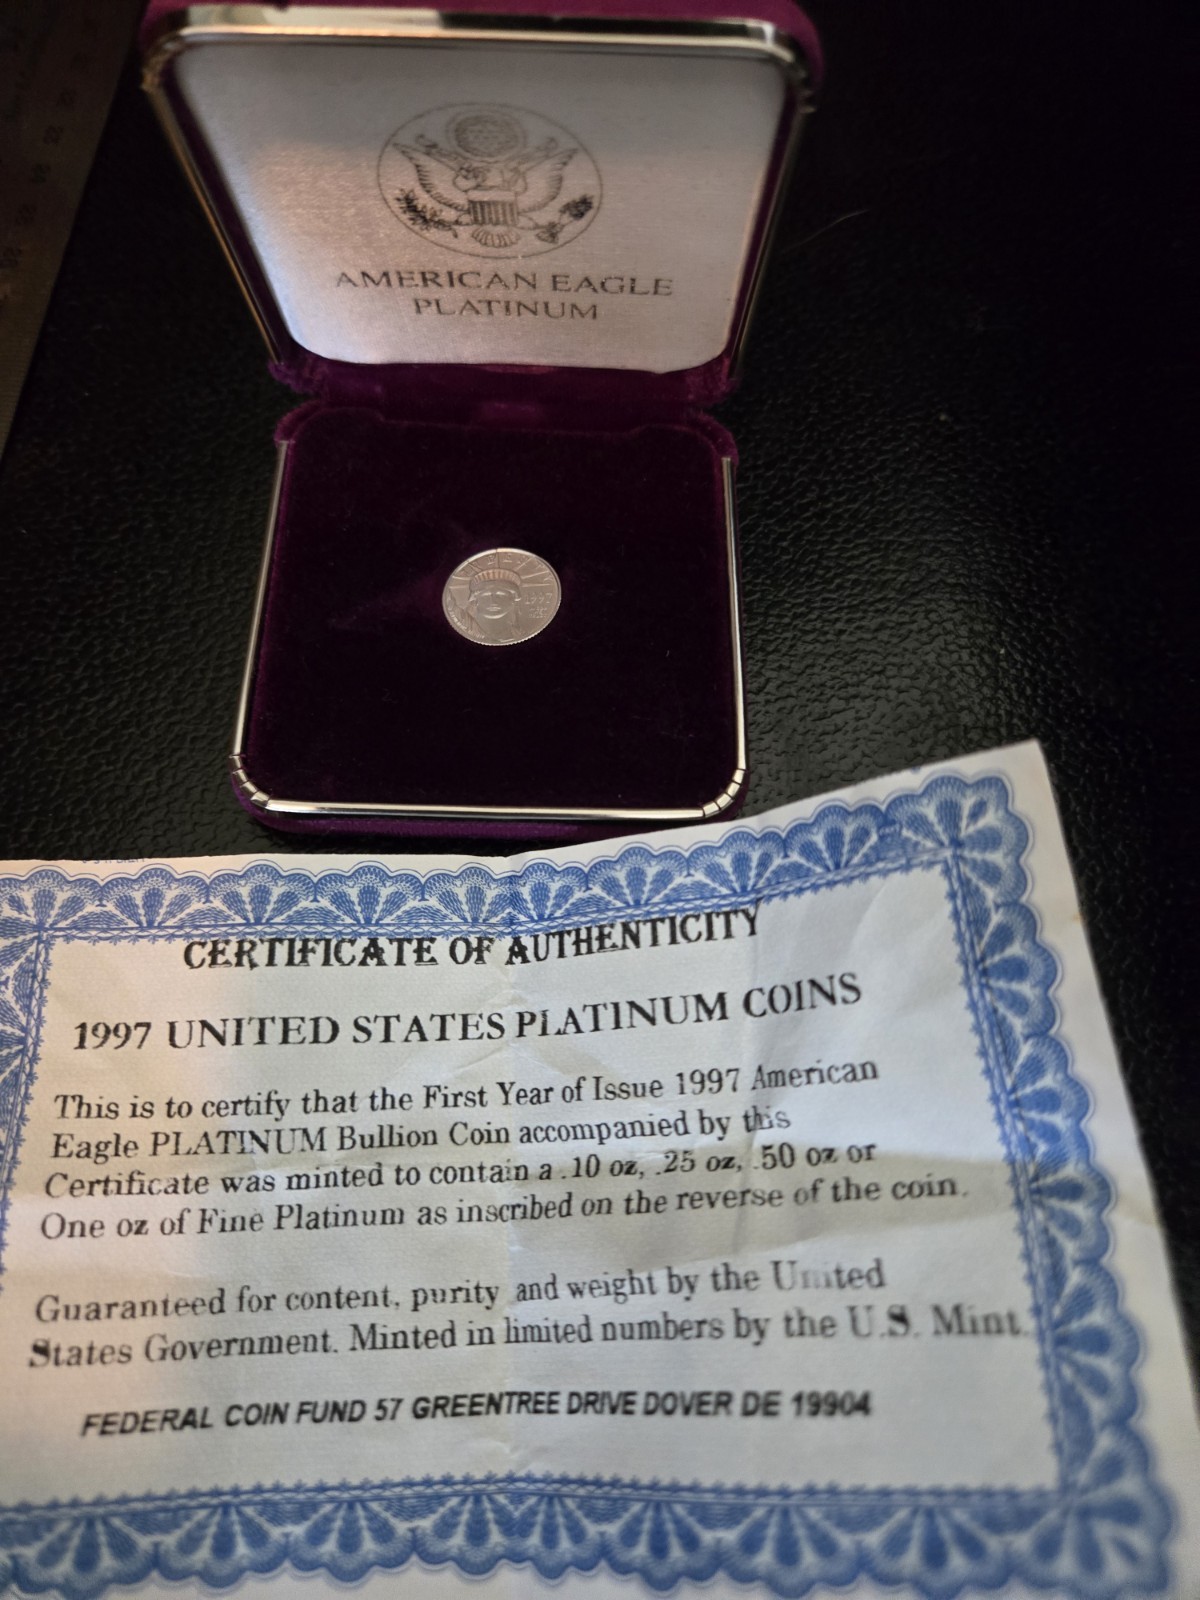 AMERICAN EAGLE
PLATINUM
LIBERTY
1997
CERTIFICATE OF AUTHENTICITY
1997 UNITED STATES PLATINUM COINS
This is to certify that the First Year of Issue 1997 American
Eagle PLATINUM Bullion Coin accompanied by this
Certificate was minted to contain a .10 oz, .25 oz, .50 oz or
One oz of Fine Platinum as inscribed on the reverse of the coin.
Guaranteed for content, purity and weight by the United
States Government. Minted in limited numbers by the U.S. Mint.
FEDERAL COIN FUND 57 GREENTREE DRIVE DOVER DE 19904